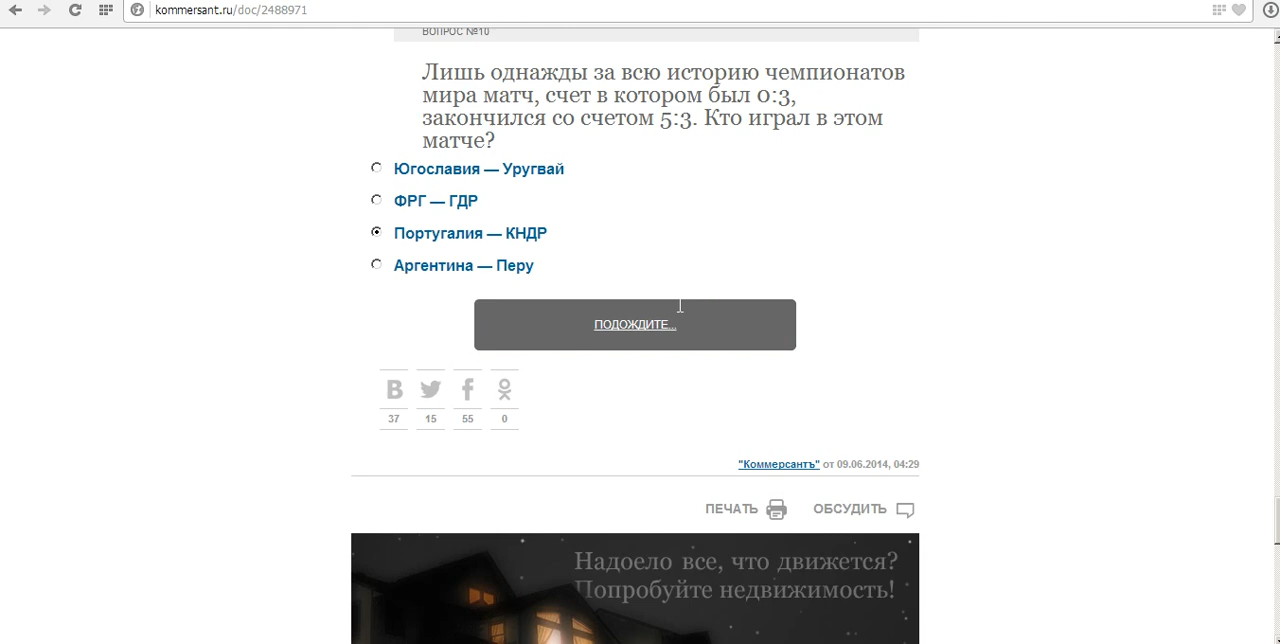 kommersant.ru/doc/2488971
ВОПРОС №10
Лишь однажды за всю историю чемпионатов
мира матч, счет в котором был 0:3,
закончился со счетом 5:3. Кто играл в этом
матче?
Югославия — Уругвай
ФРГ — ГДР
Португалия — КНДР
Аргентина — Перу
ПОДОЖДИТЕ...
37 15 55 0
"Коммерсантъ" от 09.06.2014, 04:29
ПЕЧАТЬ ОБСУДИТЬ
Надоело все, что движется?
Попробуйте недвижимость!